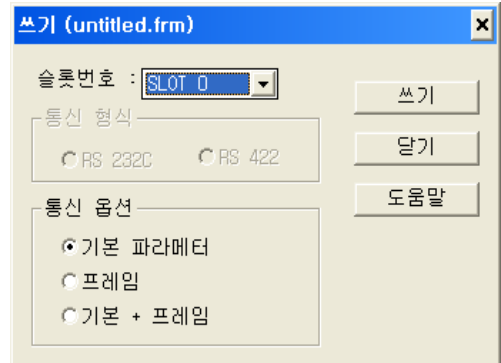 쓰기 (untitled.frm)
슬롯번호 : SLOT 0
쓰기
통신 형식
닫기
RS 232C RS 422
도움말
통신 옵션
기본 파라메터
프레임
기본 + 프레임